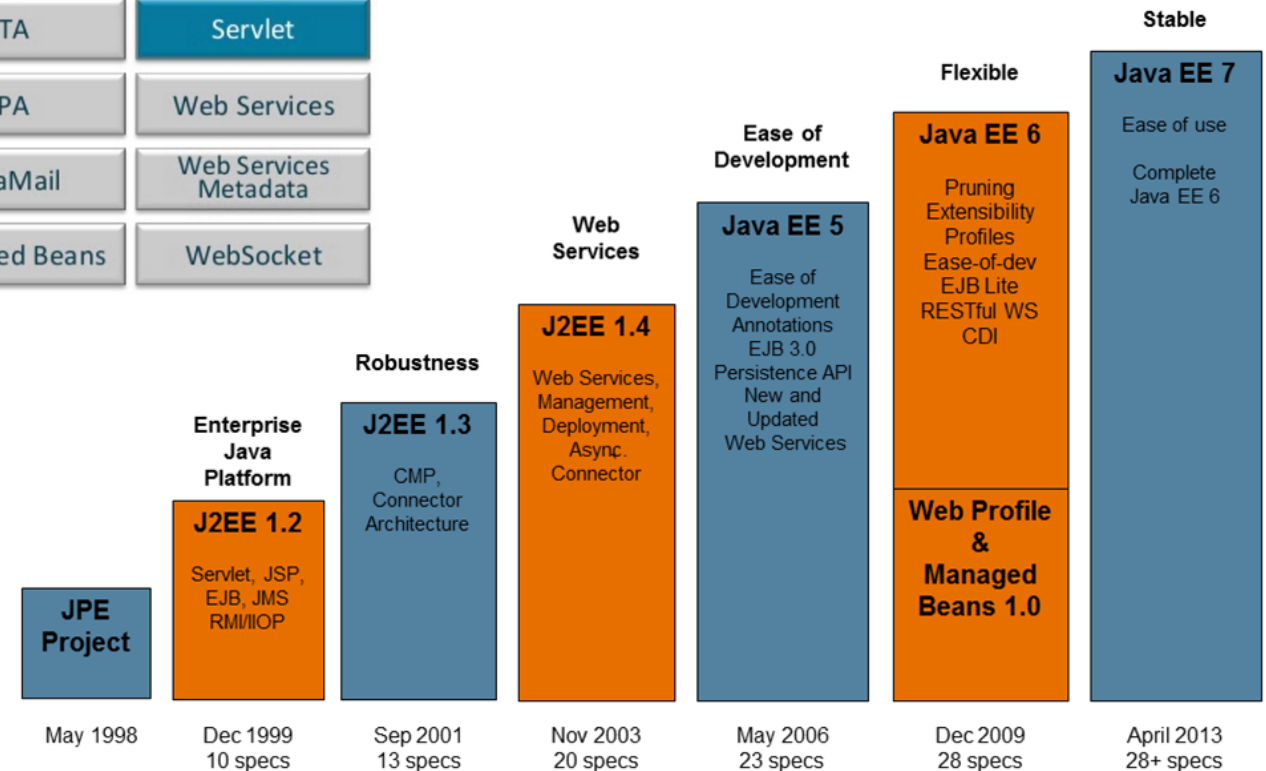 TA
Servlet
PA
Web Services
aMail
Web Services
Metadata
ed Beans
WebSocket
JPE
Project
May 1998
Enterprise
Java
Platform
J2EE 1.2
Servlet, JSP,
EJB, JMS
RMI/IIOP
Dec 1999
10 specs
Robustness
J2EE 1.3
CMP,
Connector
Architecture
Sep 2001
13 specs
Web
Services
J2EE 1.4
Web Services,
Management,
Deployment,
Async.
Connector
Nov 2003
20 specs
Ease of
Development
Java EE 5
Ease of
Development
Annotations
EJB 3.0
Persistence API
New and
Updated
Web Services
May 2006
23 specs
Flexible
Java EE 6
Pruning
Extensibility
Profiles
Ease-of-dev
EJB Lite
RESTful WS
CDI
Web Profile
&
Managed
Beans 1.0
Dec 2009
28 specs
Stable
Java EE 7
Ease of use
Complete
Java EE 6
April 2013
28+ specs